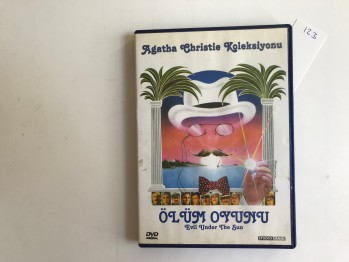 Agatha Christie Koleksiyonu
123
ÖLÜM OYUNU
Evil Under The Sun
DVD